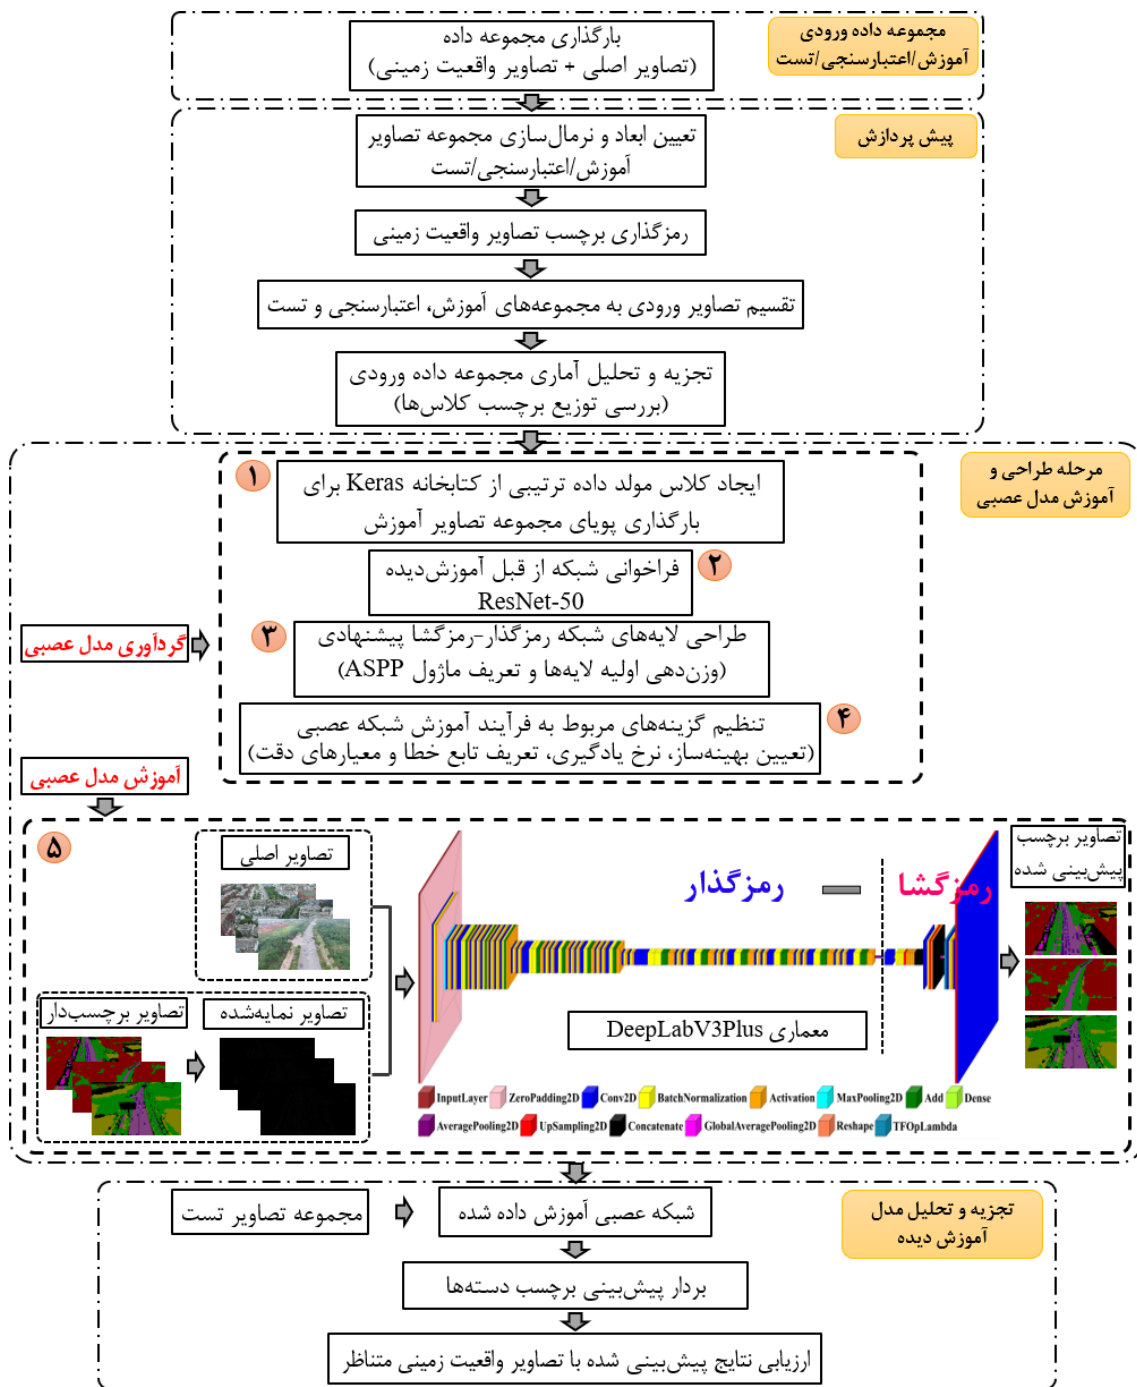 مجموعه داده ورودی
آموزش/اعتبارسنجی/تست
بارگذاری مجموعه داده
(تصاویر اصلی + تصاویر واقعیت زمینی)
پیش پردازش
تعیین ابعاد و نرمال‌سازی مجموعه تصاویر
آموزش/اعتبارسنجی/تست
رمزگذاری برچسب تصاویر واقعیت زمینی
تقسیم تصاویر ورودی به مجموعه‌های آموزش، اعتبارسنجی و تست
تجزیه و تحلیل آماری مجموعه داده ورودی
(بررسی توزیع برچسب کلاس‌ها)
مرحله طراحی و
آموزش مدل عصبی
۱
ایجاد کلاس مولد داده ترتیبی از کتابخانه Keras برای
بارگذاری پویای مجموعه تصاویر آموزش
۲
فراخوانی شبکه از قبل آموزش‌دیده
ResNet-50
گردآوری مدل عصبی
۳
طراحی لایه‌های شبکه رمزگذار-رمزگشا پیشنهادی
(وزن‌دهی اولیه لایه‌ها و تعریف ماژول ASPP)
۴
تنظیم گزینه‌های مربوط به فرآیند آموزش شبکه عصبی
(تعیین بهینه‌ساز، نرخ یادگیری، تعریف تابع خطا و معیارهای دقت)
آموزش مدل عصبی
۵
تصاویر اصلی
تصاویر برچسب‌دار
تصاویر نمایه‌شده
رمزگذار — رمزگشا
معماری DeepLabV3Plus
تصاویر برچسب
پیش‌بینی شده
InputLayer ZeroPadding2D Conv2D BatchNormalization Activation MaxPooling2D Add Dense
AveragePooling2D UpSampling2D Concatenate GlobalAveragePooling2D Reshape TFOpLambda
تجزیه و تحلیل مدل
آموزش دیده
مجموعه تصاویر تست
شبکه عصبی آموزش داده شده
بردار پیش‌بینی برچسب دسته‌ها
ارزیابی نتایج پیش‌بینی شده با تصاویر واقعیت زمینی متناظر